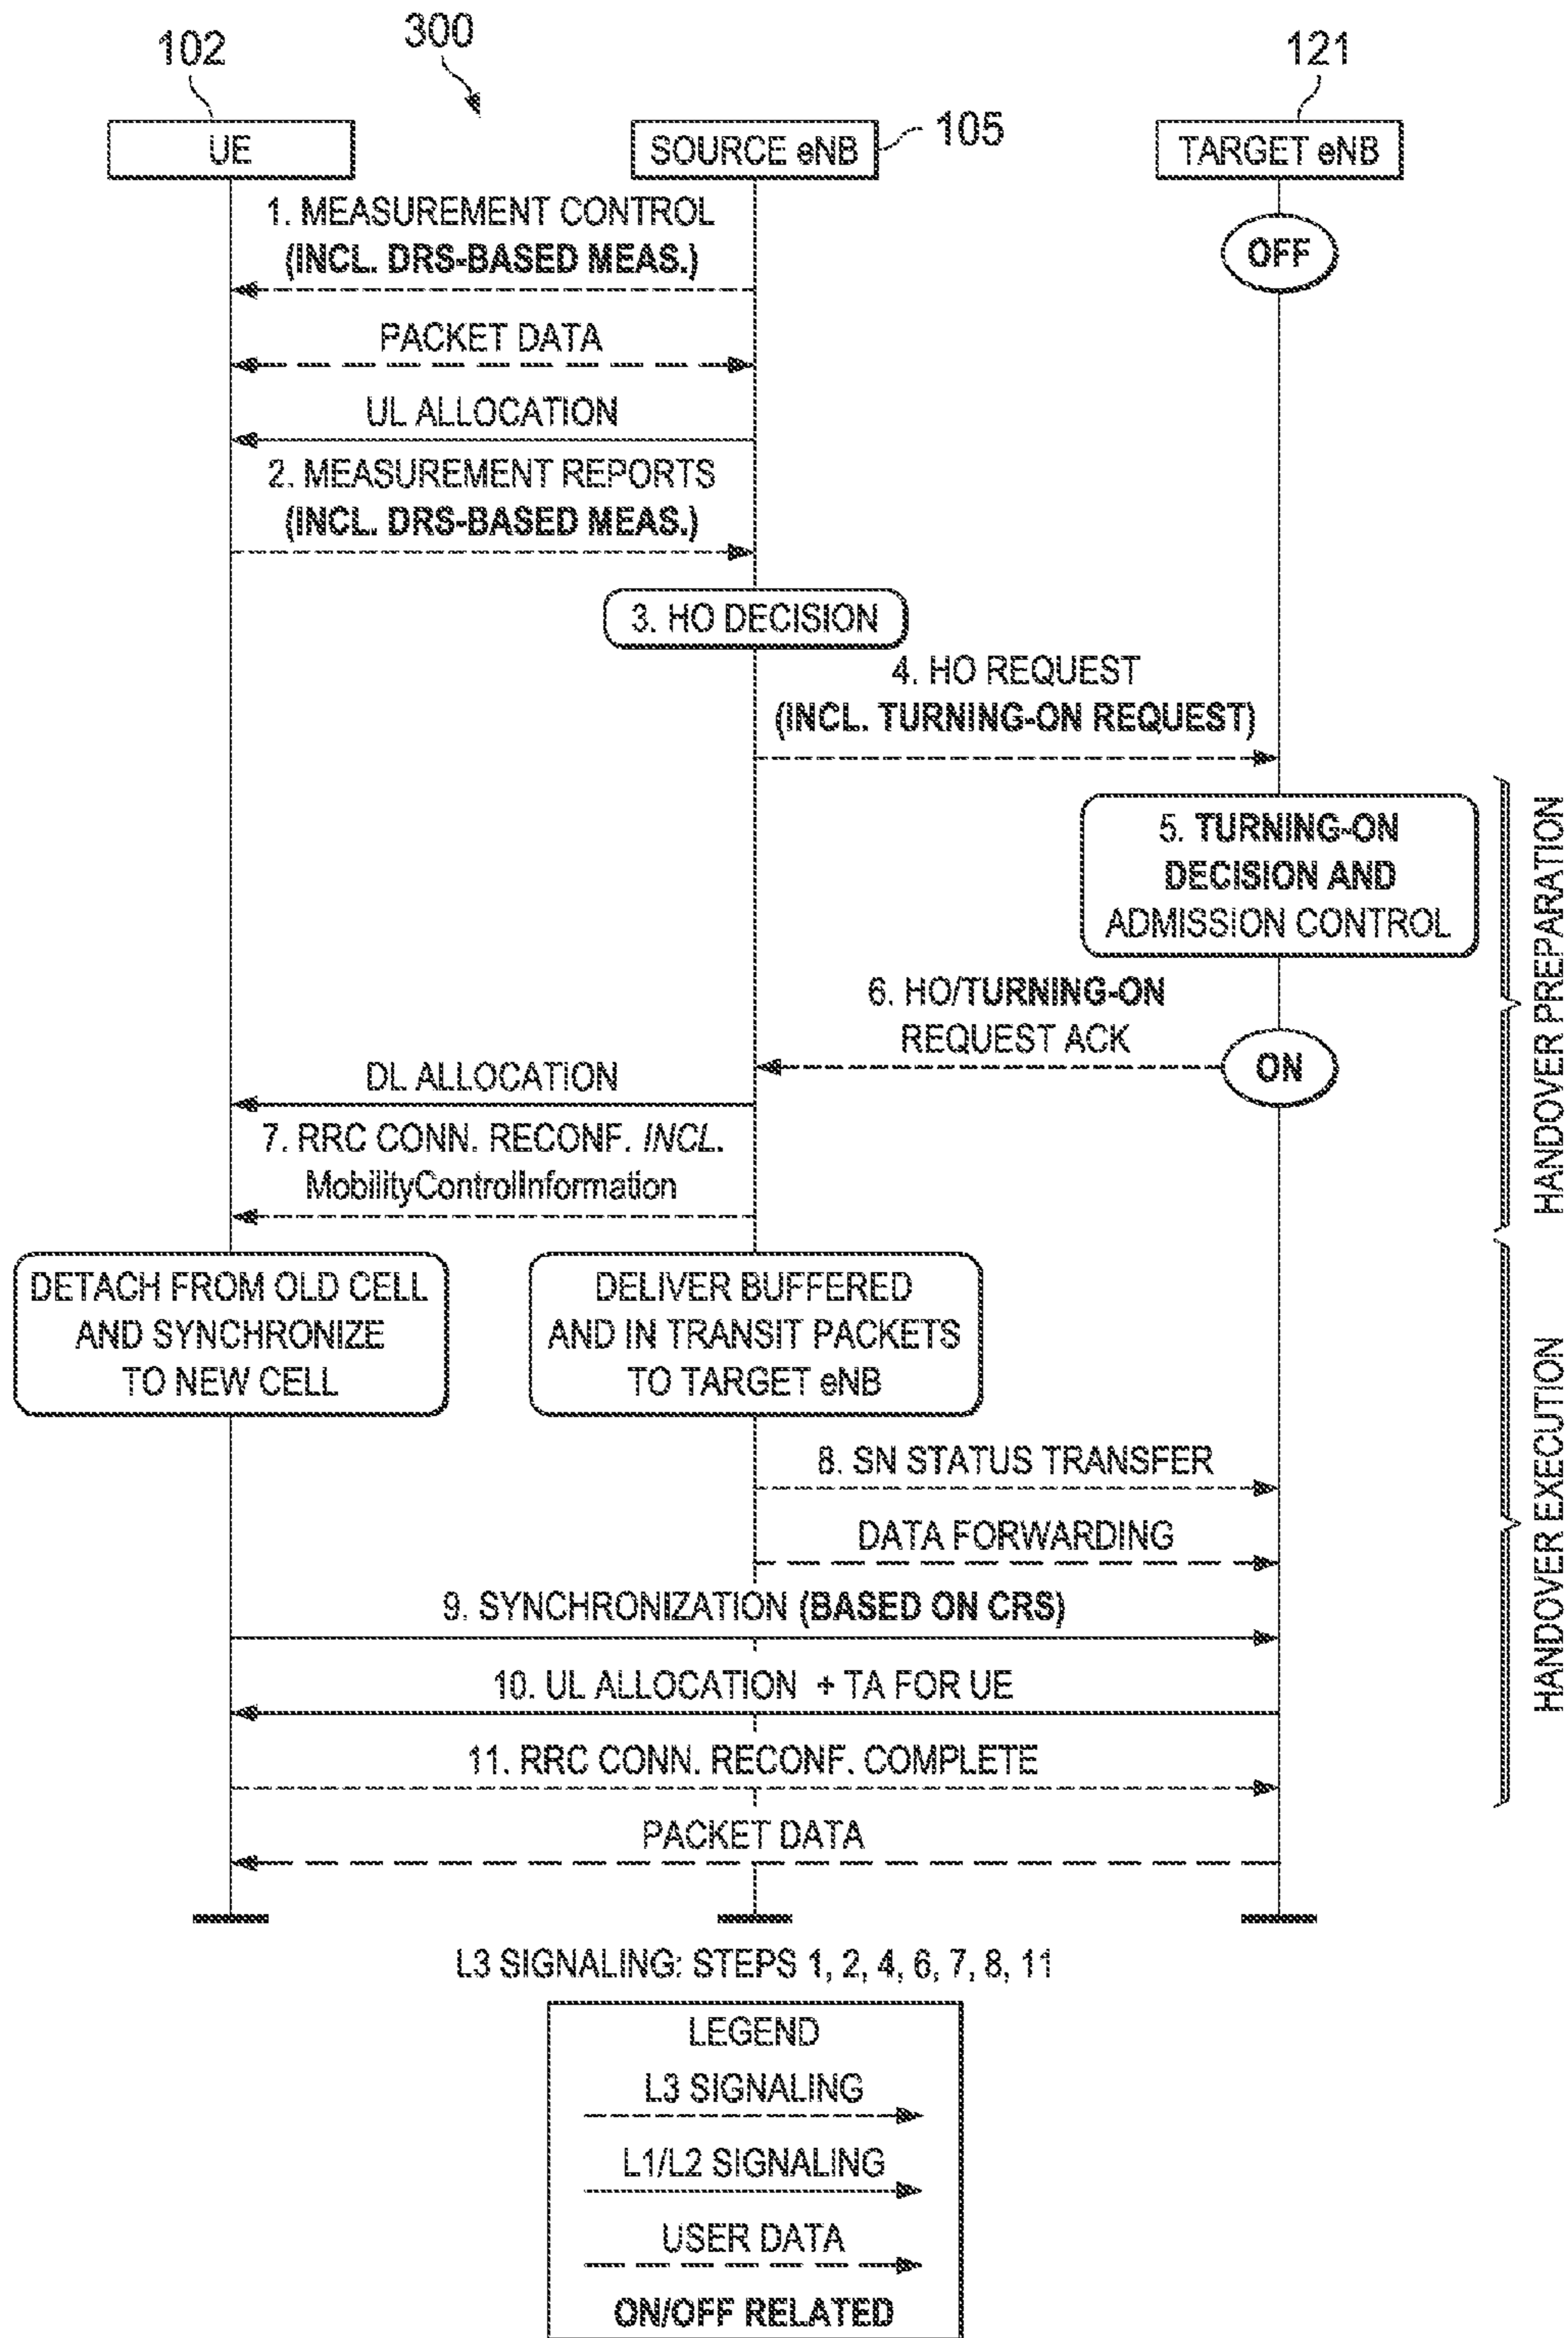 300
102
121
UE
SOURCE eNB
105
TARGET eNB
1. MEASUREMENT CONTROL
(INCL. DRS-BASED MEAS.)
OFF
PACKET DATA
UL ALLOCATION
2. MEASUREMENT REPORTS
(INCL. DRS-BASED MEAS.)
3. HO DECISION
4. HO REQUEST
(INCL. TURNING-ON REQUEST)
5. TURNING-ON
DECISION AND
ADMISSION CONTROL
HANDOVER PREPARATION
6. HO/TURNING-ON
REQUEST ACK
ON
DL ALLOCATION
7. RRC CONN. RECONF. INCL.
MobilityControlInformation
DETACH FROM OLD CELL
AND SYNCHRONIZE
TO NEW CELL
DELIVER BUFFERED
AND IN TRANSIT PACKETS
TO TARGET eNB
HANDOVER EXECUTION
8. SN STATUS TRANSFER
DATA FORWARDING
9. SYNCHRONIZATION (BASED ON CRS)
10. UL ALLOCATION + TA FOR UE
11. RRC CONN. RECONF. COMPLETE
PACKET DATA
L3 SIGNALING: STEPS 1, 2, 4, 6, 7, 8, 11
LEGEND
L3 SIGNALING
L1/L2 SIGNALING
USER DATA
ON/OFF RELATED